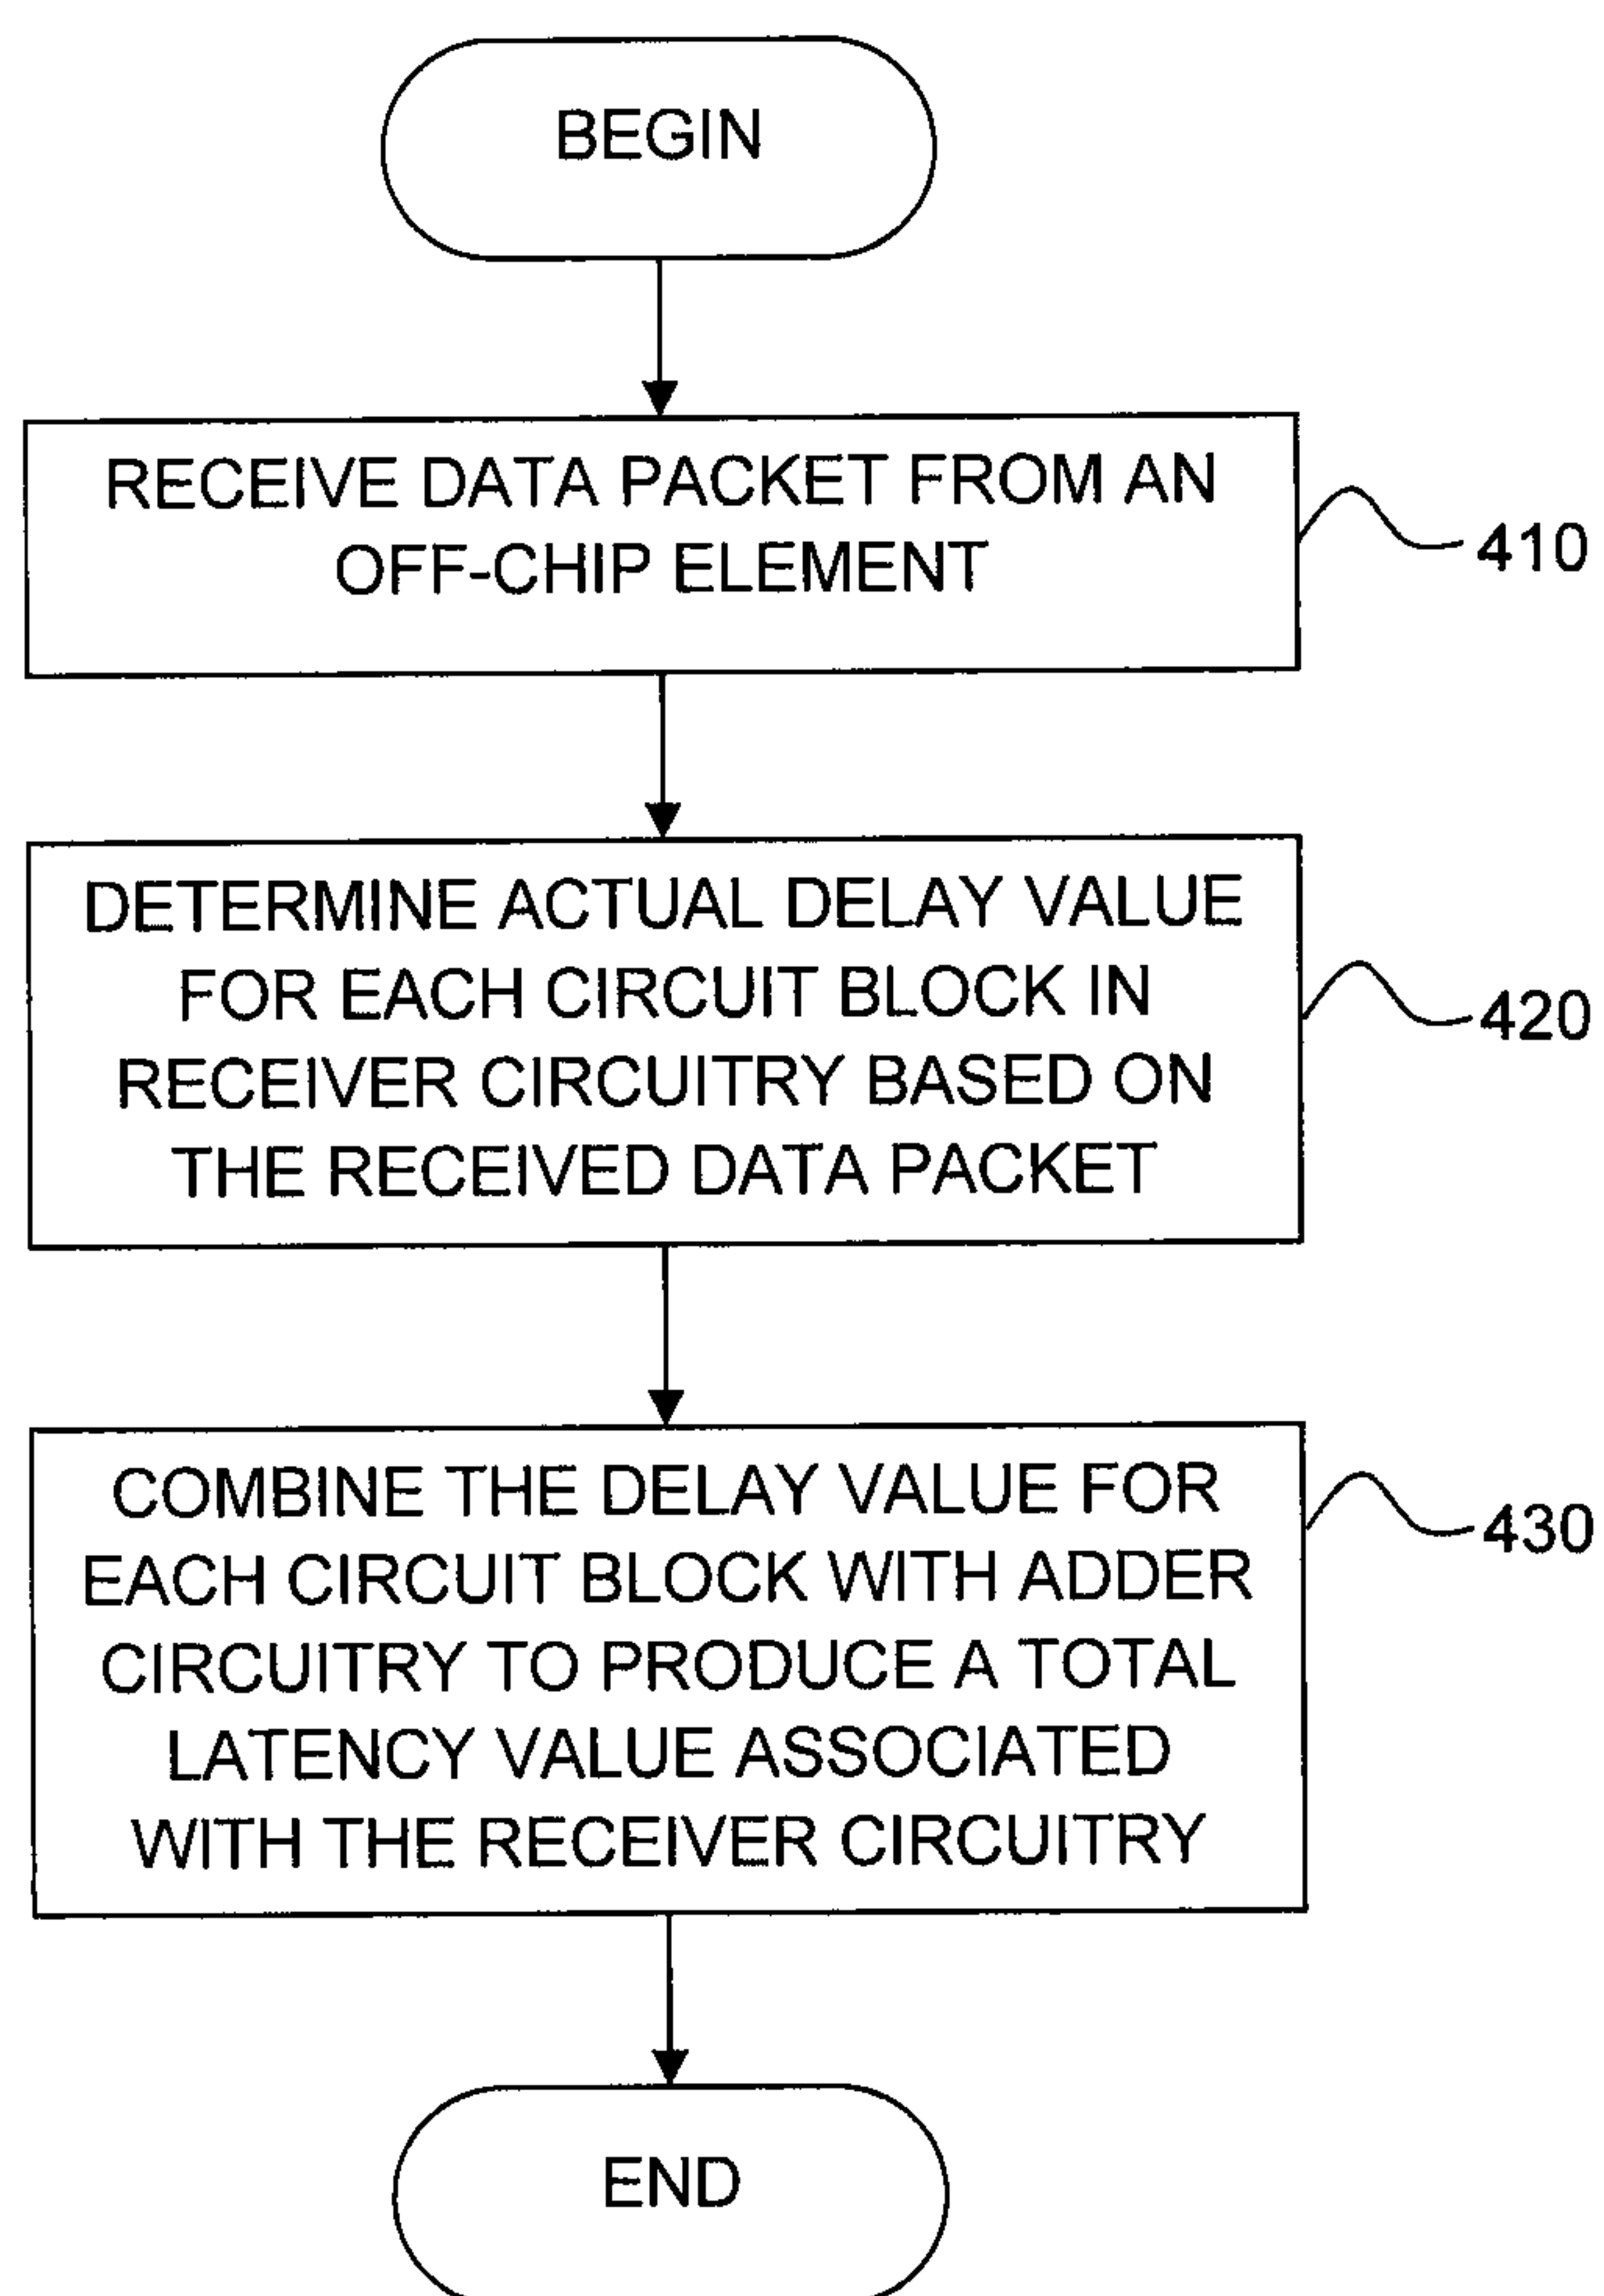 BEGIN
RECEIVE DATA PACKET FROM AN
OFF-CHIP ELEMENT
410
DETERMINE ACTUAL DELAY VALUE
FOR EACH CIRCUIT BLOCK IN
RECEIVER CIRCUITRY BASED ON
THE RECEIVED DATA PACKET
420
COMBINE THE DELAY VALUE FOR
EACH CIRCUIT BLOCK WITH ADDER
CIRCUITRY TO PRODUCE A TOTAL
LATENCY VALUE ASSOCIATED
WITH THE RECEIVER CIRCUITRY
430
END